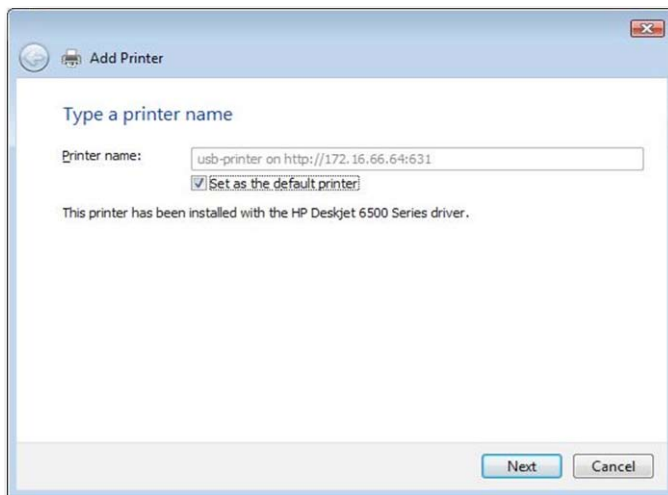 Add Printer
Type a printer name
Printer name:
usb-printer on http://172.16.66.64:631
Set as the default printer
This printer has been installed with the HP Deskjet 6500 Series driver.
Next Cancel